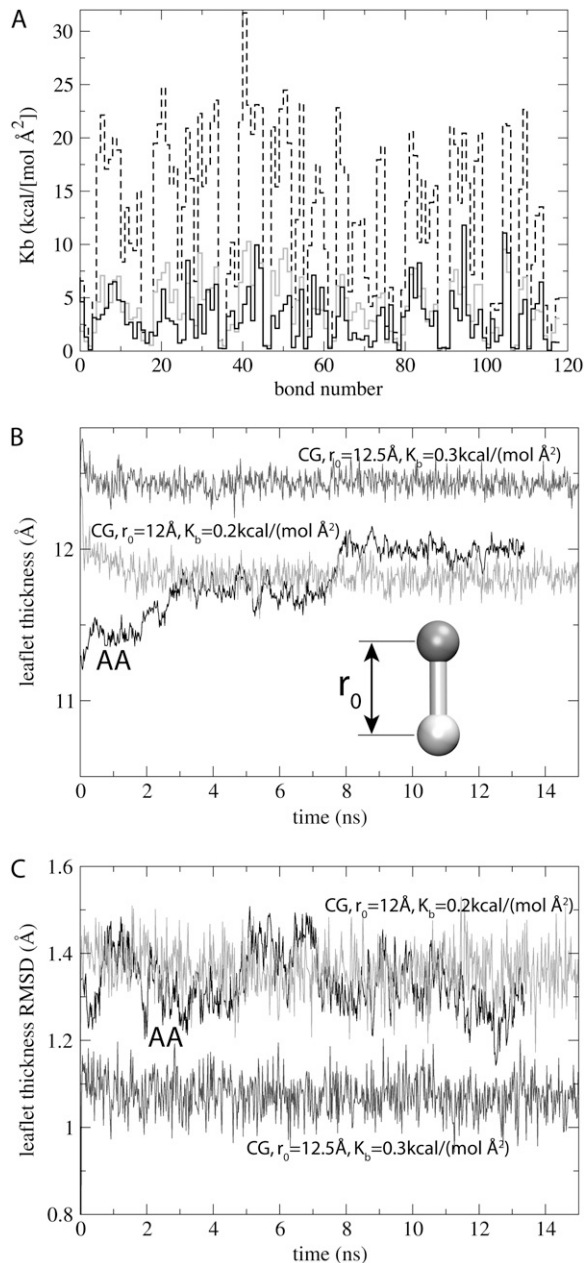 A
Kb (kcal/[mol Å²])
30
25
20
15
10
5
0
0 20 40 60 80 100 120
bond number
B
leaflet thickness (Å)
12
11
CG, r₀=12.5Å, K_b=0.3kcal/(mol Å²)
CG, r₀=12Å, K_b=0.2kcal/(mol Å²)
AA
r₀
0 2 4 6 8 10 12 14
time (ns)
C
leaflet thickness RMSD (Å)
1.6
1.4
1.2
1
0.8
CG, r₀=12Å, K_b=0.2kcal/(mol Å²)
AA
CG, r₀=12.5Å, K_b=0.3kcal/(mol Å²)
0 2 4 6 8 10 12 14
time (ns)